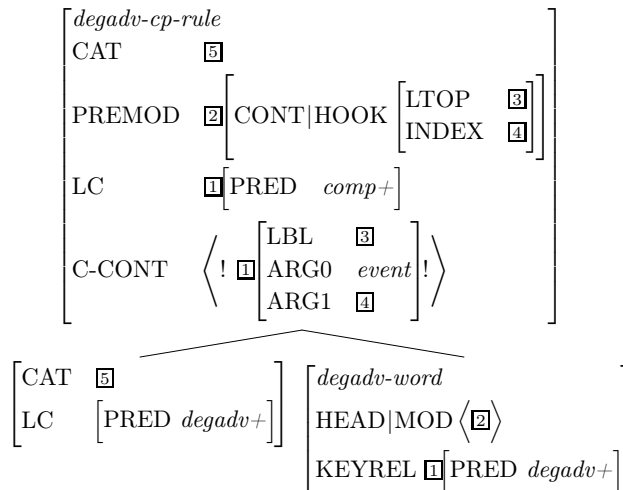 degadv-cp-rule
CAT 5
PREMOD 2 [CONT|HOOK [LTOP 3
INDEX 4]]
LC 1 [PRED comp+]
C-CONT ⟨! 1 [LBL 3
ARG0 event
ARG1 4] !⟩
[CAT 5
LC [PRED degadv+]]
[degadv-word
HEAD|MOD ⟨2⟩
KEYREL 1 [PRED degadv+]